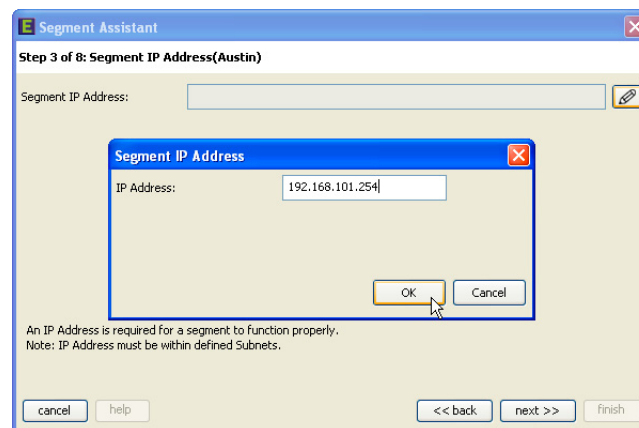 E Segment Assistant
Step 3 of 8: Segment IP Address(Austin)
Segment IP Address:
Segment IP Address
IP Address:
192.168.101.254
OK
Cancel
An IP Address is required for a segment to function properly.
Note: IP Address must be within defined Subnets.
cancel
help
<< back
next >>
finish